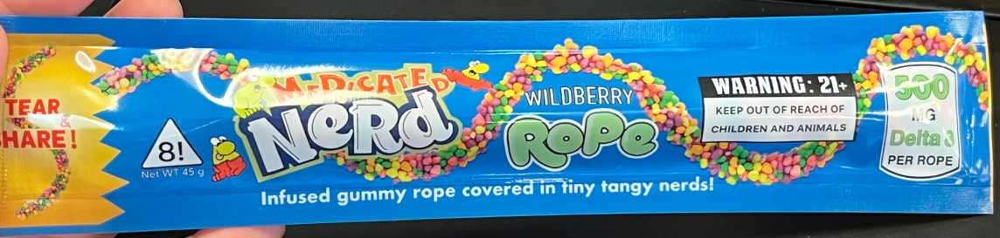 TEAR
&
SHARE!
8!
Net WT 45 g
MeDiCATED
NeRd
WILDBERRY
RoPe
Infused gummy rope covered in tiny tangy nerds!
WARNING: 21+
KEEP OUT OF REACH OF
CHILDREN AND ANIMALS
500
MG
Delta 8
PER ROPE